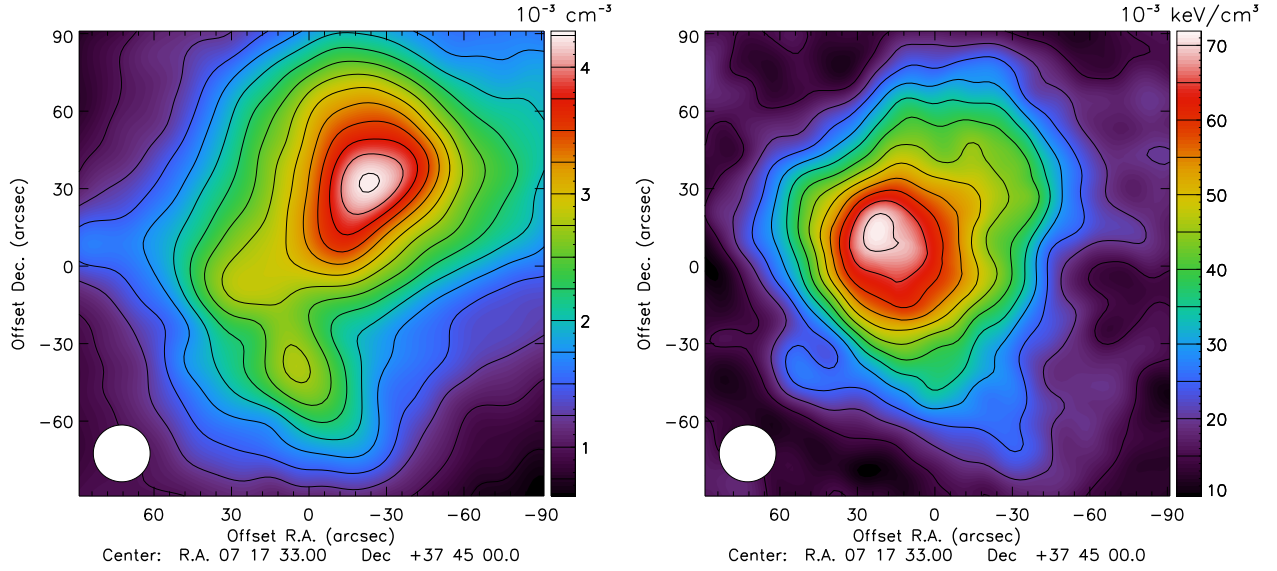 10⁻³ cm⁻³
90
60
30
0
−30
−60
Offset Dec. (arcsec)
60 30 0 −30 −60 −90
Offset R.A. (arcsec)
Center: R.A. 07 17 33.00 Dec +37 45 00.0
4
3
2
1
10⁻³ keV/cm³
90
60
30
0
−30
−60
Offset Dec. (arcsec)
60 30 0 −30 −60 −90
Offset R.A. (arcsec)
Center: R.A. 07 17 33.00 Dec +37 45 00.0
70
60
50
40
30
20
10